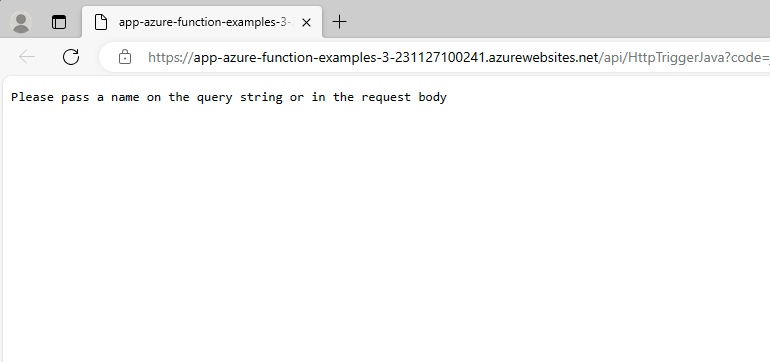 app-azure-function-examples-3-
https://app-azure-function-examples-3-231127100241.azurewebsites.net/api/HttpTriggerJava?code=
Please pass a name on the query string or in the request body